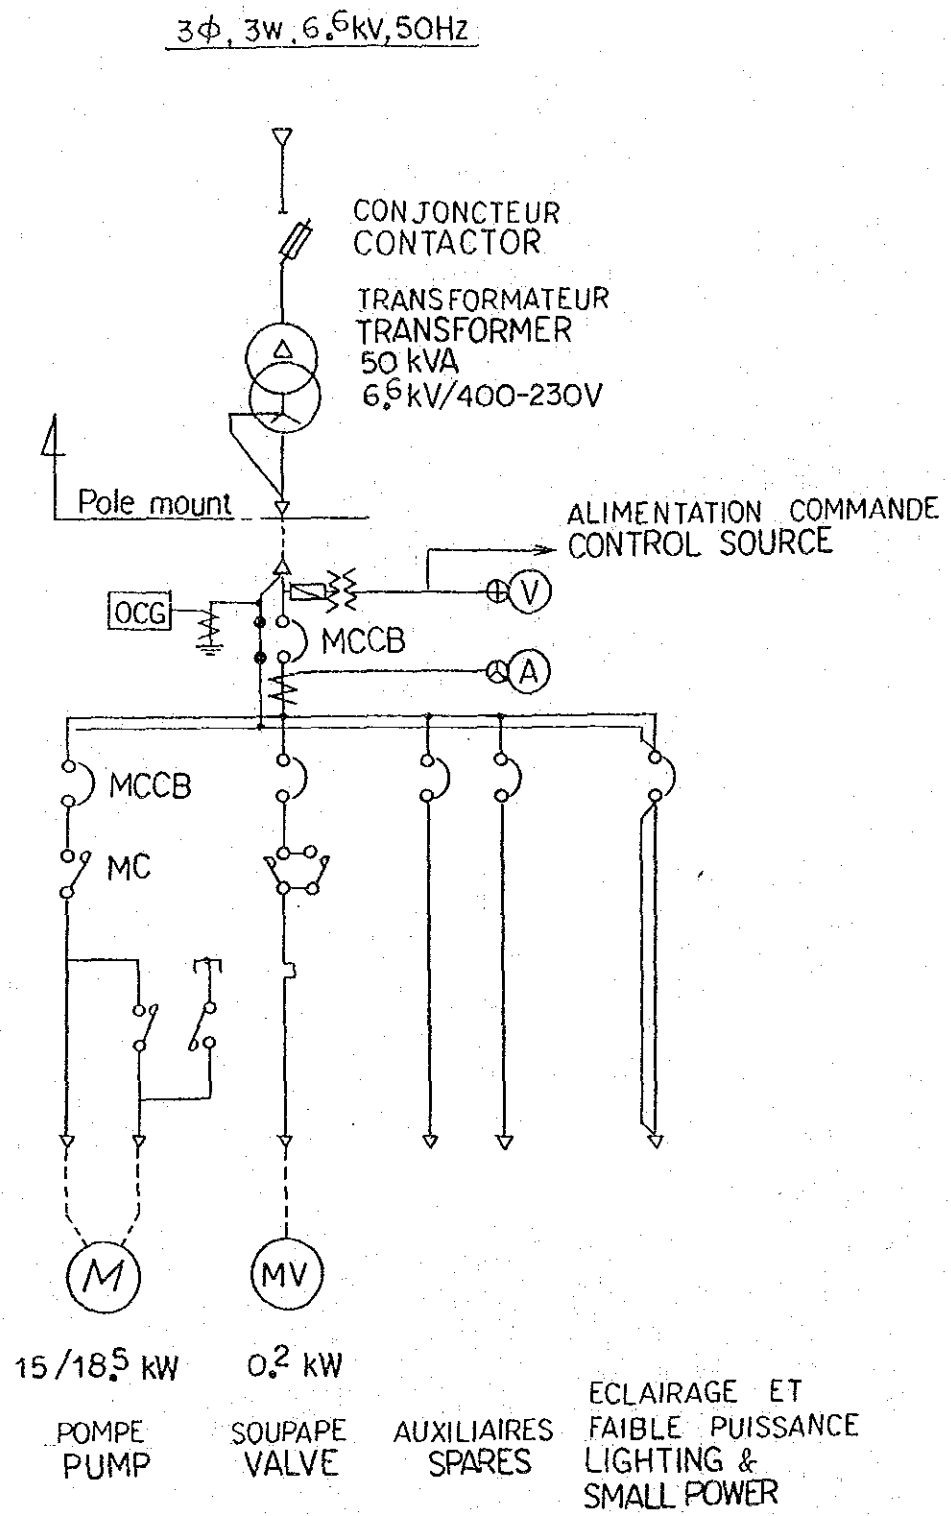 3Φ, 3W, 6.6kV, 50Hz
CONJONCTEUR
CONTACTOR
TRANSFORMATEUR
TRANSFORMER
50 kVA
6.6kV/400-230V
Pole mount
ALIMENTATION COMMANDE
CONTROL SOURCE
V
OCG
MCCB
A
MCCB
MC
M
MV
15/18.5 kW
0.2 kW
POMPE
PUMP
SOUPAPE
VALVE
AUXILIAIRES
SPARES
ECLAIRAGE ET
FAIBLE PUISSANCE
LIGHTING &
SMALL POWER